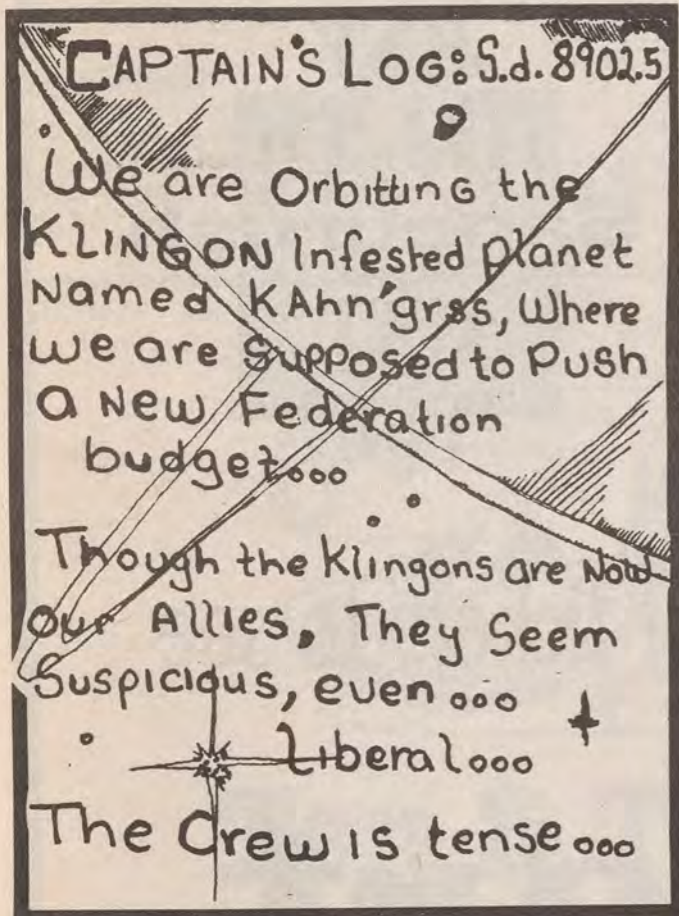 CAPTAIN'S LOG: S.d. 8902.5
We are Orbitting the
KLINGON Infested planet
Named KAhn'grss, Where
we are Supposed to Push
a New Federation
budget...
Though the Klingons are Now
our Allies, They Seem
Suspicious, even...
Liberal...
The Crew is tense...